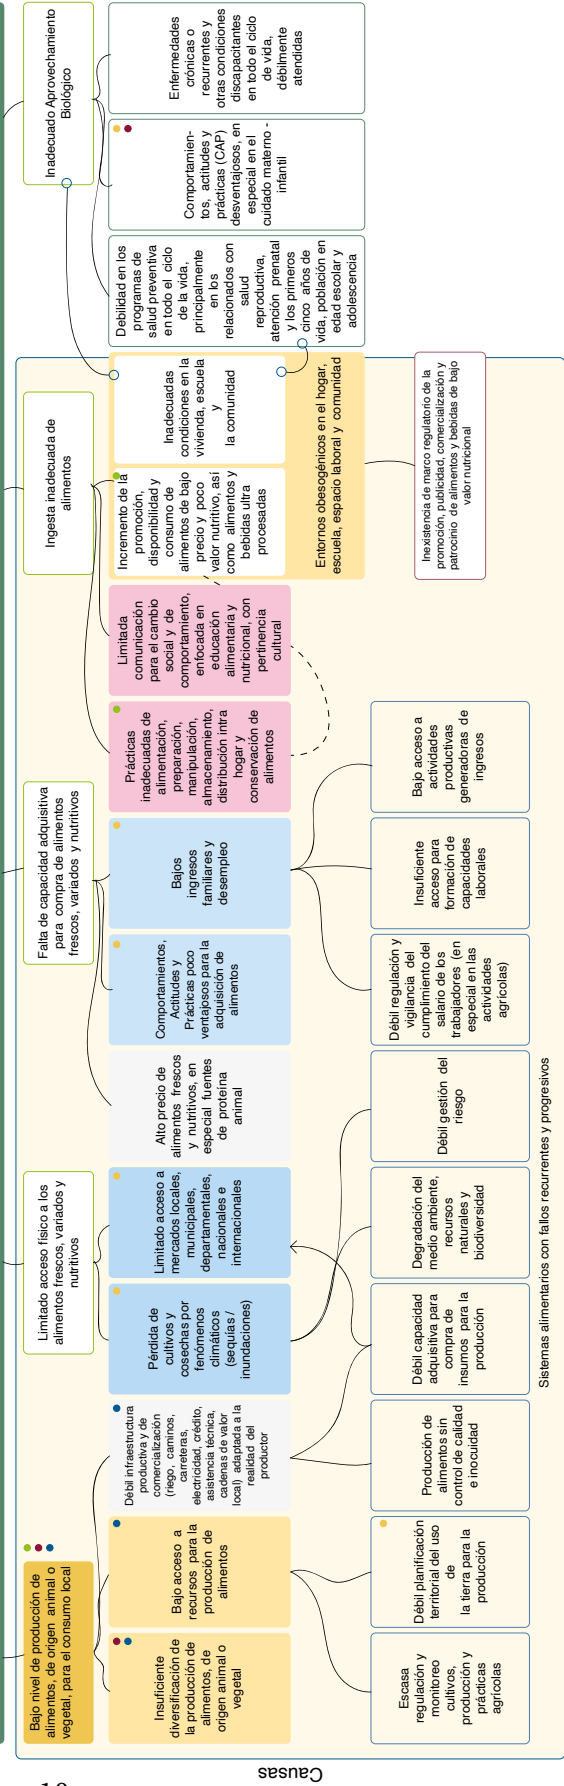 Causas
Bajo nivel de producción de
alimentos, de origen animal o
vegetal, para el consumo local
Limitado acceso físico a los
alimentos frescos, variados y
nutritivos
Falta de capacidad adquisitiva
para compra de alimentos
frescos, variados y nutritivos
Ingesta inadecuada de
alimentos
Inadecuado Aprovechamiento
Biológico
Insuficiente
diversificación de
la producción de
alimentos, de
origen animal o
vegetal
Bajo acceso a
recursos para la
producción de
alimentos
Débil infraestructura
productiva y de
comercialización
(riego, caminos,
carreteras,
electricidad, crédito,
asistencia técnica,
cadenas de valor
local) adaptada a la
realidad del
productor
Pérdida de
cultivos y
cosechas por
fenómenos
climáticos
(sequías /
inundaciones)
Limitado acceso a
mercados locales,
municipales,
departamentales,
nacionales e
internacionales
Alto precio de
alimentos frescos
y nutritivos, en
especial fuentes
de proteína
animal
Comportamientos,
Actitudes y
Prácticas poco
ventajosos para la
adquisición de
alimentos
Bajos
ingresos
familiares y
desempleo
Prácticas
inadecuadas de
alimentación,
preparación,
manipulación,
almacenamiento,
distribución intra
hogar y
conservación de
alimentos
Limitada
comunicación
para el cambio
social y de
comportamiento,
enfocada en
educación
alimentaria y
nutricional, con
pertinencia
cultural
Incremento de la
promoción,
disponibilidad y
consumo de
alimentos de bajo
precio y poco
valor nutritivo, así
como alimentos y
bebidas ultra
procesadas
Inadecuadas
condiciones en la
vivienda, escuela
y
la comunidad
Entornos obesogénicos en el hogar,
escuela, espacio laboral y comunidad
Debilidad en los
programas de
salud preventiva
en todo el ciclo
de la vida,
principalmente
en los
relacionados con
salud
reproductiva,
atención prenatal
y los primeros
cinco años de
vida, población en
edad escolar y
adolescencia
Comportamien-
tos, actitudes y
prácticas (CAP)
desventajosos, en
especial en el
cuidado materno -
infantil
Enfermedades
crónicas o
recurrentes y
otras condiciones
discapacitantes
en todo el ciclo
de vida,
débilmente
atendidas
Escasa
regulación y
monitoreo
cultivos,
producción y
prácticas
agrícolas
Débil planificación
territorial del uso
de
la tierra para la
producción
Producción de
alimentos sin
control de calidad
e inocuidad
Débil capacidad
adquisitiva para
compra de
insumos para la
producción
Degradación del
medio ambiente,
recursos
naturales y
biodiversidad
Débil gestión del
riesgo
Débil regulación y
vigilancia del
cumplimiento del
salario de los
trabajadores (en
especial en las
actividades
agrícolas)
Insuficiente
acceso para
formación de
capacidades
laborales
Bajo acceso a
actividades
productivas
generadoras de
ingresos
Inexistencia de marco regulatorio de la
promoción, publicidad, comercialización y
patrocinio de alimentos y bebidas de bajo
valor nutricional
Sistemas alimentarios con fallos recurrentes y progresivos